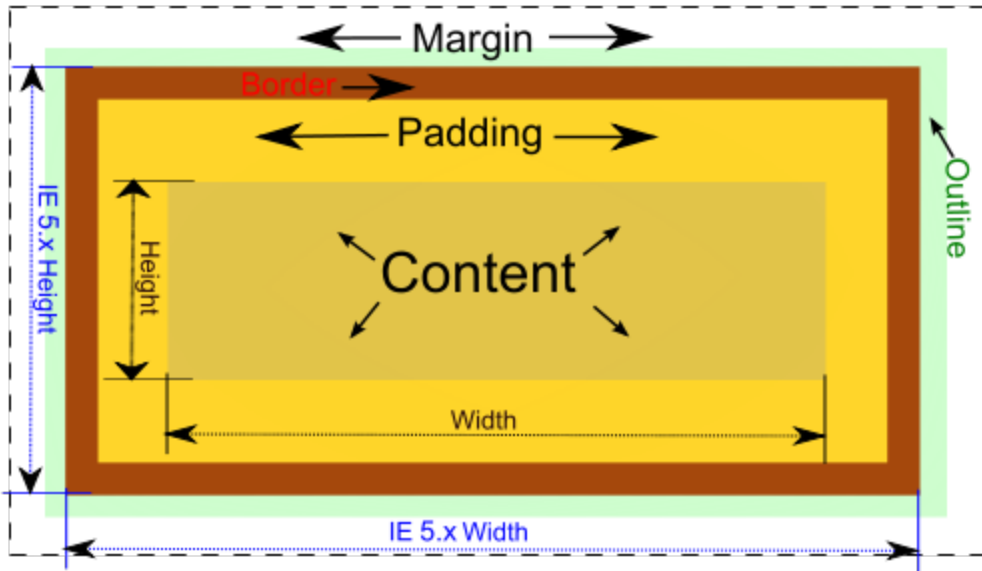 Margin
Border
Padding
Outline
IE 5.x Height
Height
Content
Width
IE 5.x Width